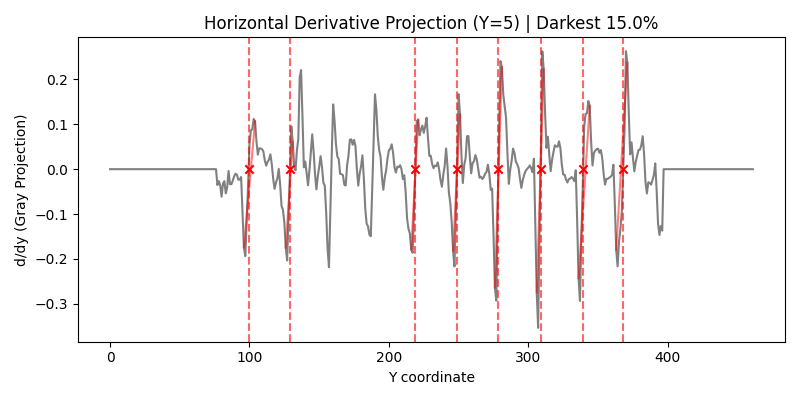 Horizontal Derivative Projection (Y=5) | Darkest 15.0%
d/dy (Gray Projection)
0.2
0.1
0.0
−0.1
−0.2
−0.3
0 100 200 300 400
Y coordinate